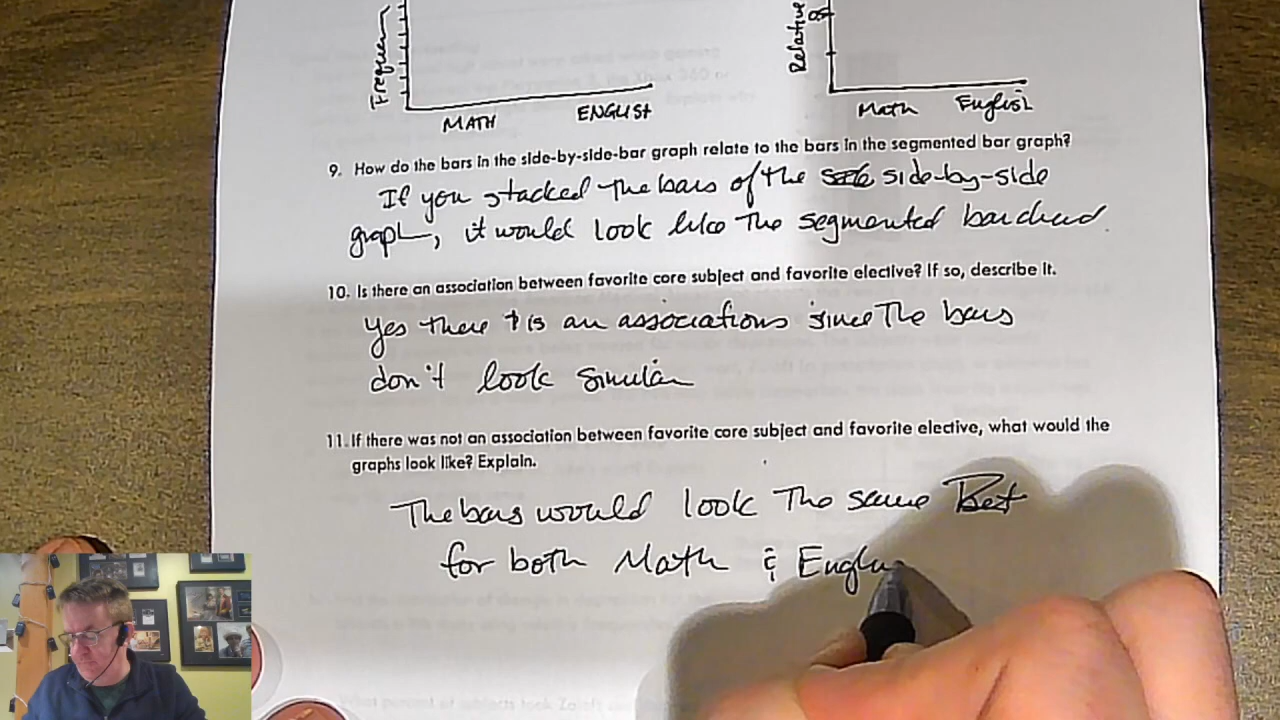 Frequency
MATH ENGLISH
Relative
Math English
9. How do the bars in the side-by-side-bar graph relate to the bars in the segmented bar graph?
If you stacked the bars of the side-by-side
graph, it would look like The segmented bar
10. Is there an association between favorite core subject and favorite elective? If so, describe it.
Yes there is an associations since The bars
don't look similar
11. If there was not an association between favorite core subject and favorite elective, what would the
graphs look like? Explain.
The bars would look The same
for both Math & Englis